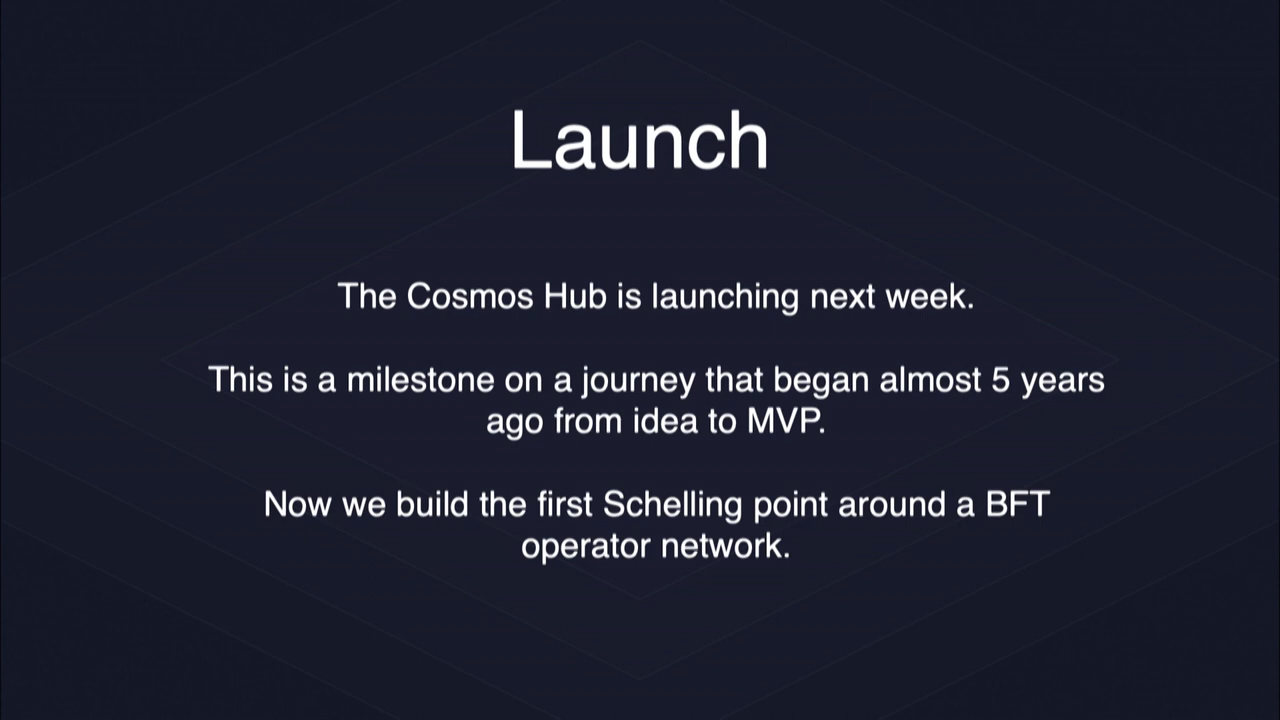 Launch
The Cosmos Hub is launching next week.
This is a milestone on a journey that began almost 5 years
ago from idea to MVP.
Now we build the first Schelling point around a BFT
operator network.